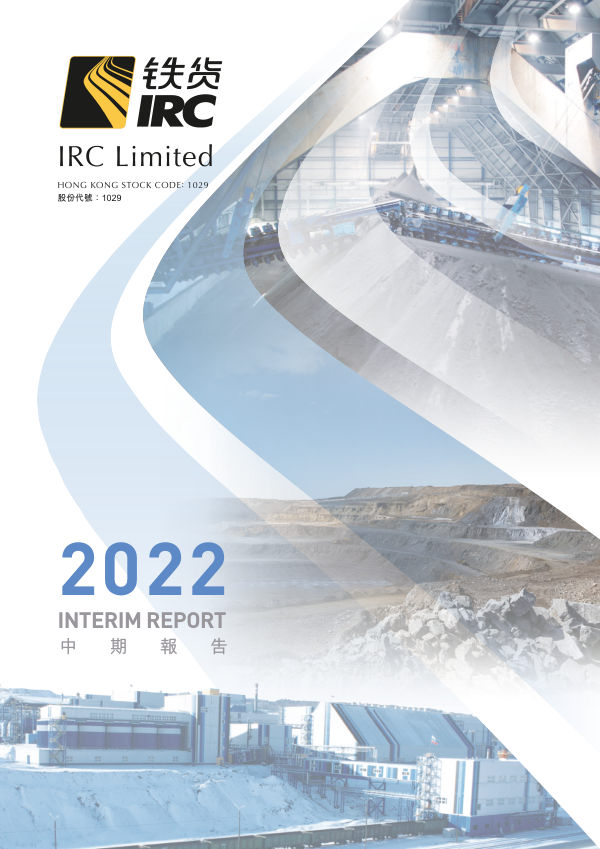 铁货
IRC
IRC Limited
HONG KONG STOCK CODE: 1029
股份代號：1029
2022
INTERIM REPORT
中期報告